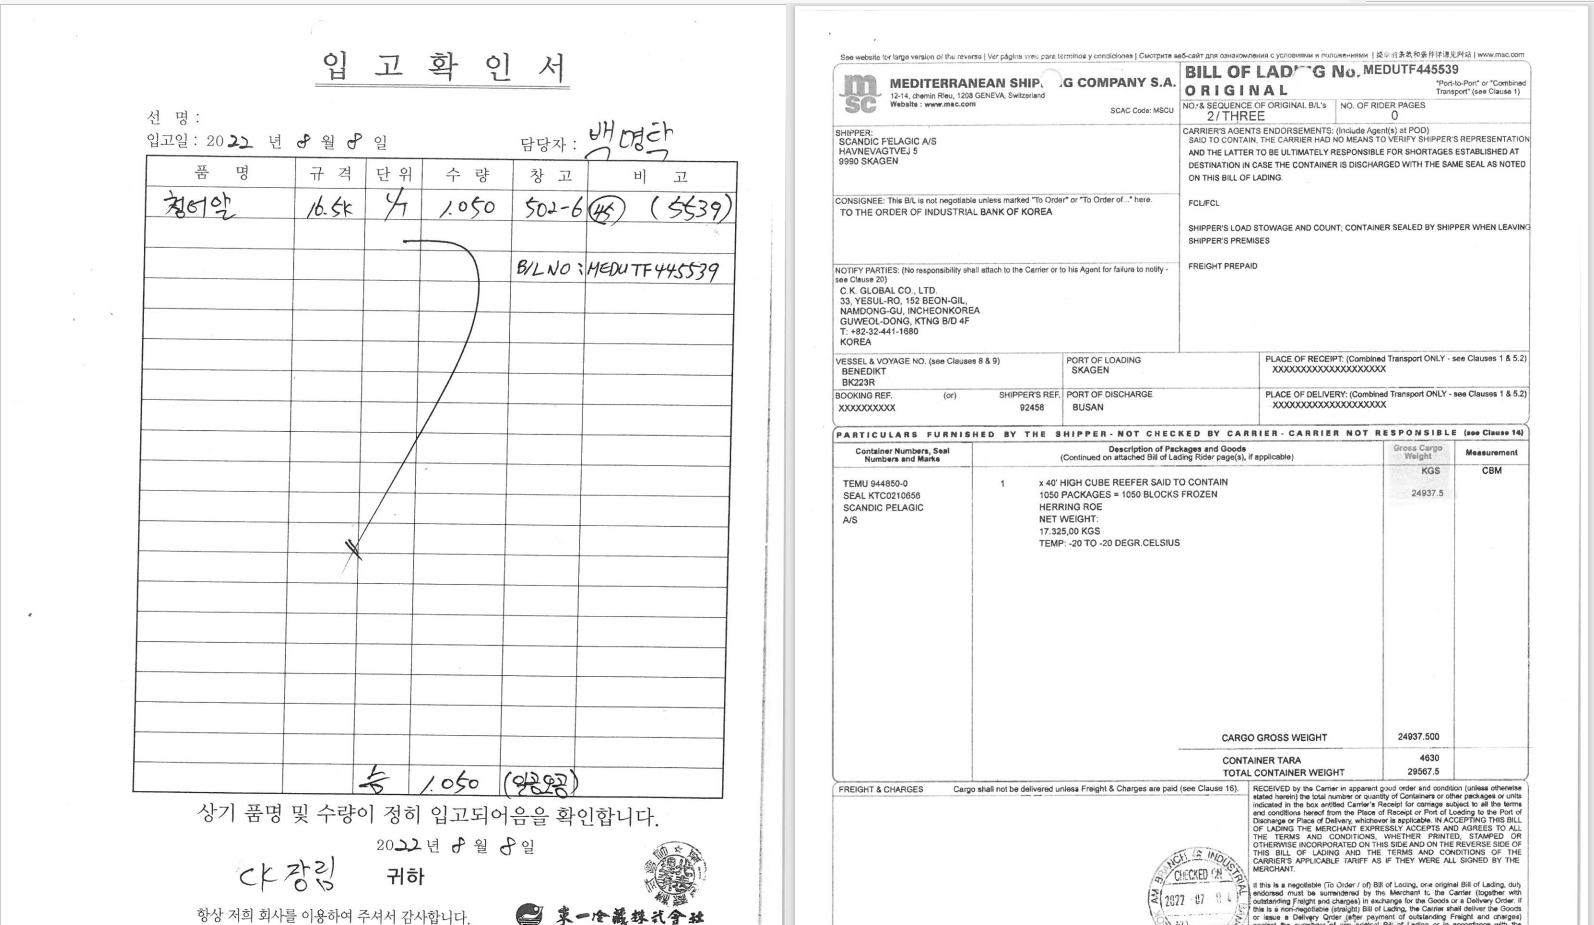 입 고 확 인 서
선 명 :
입고일 : 2022 년 8 월 8 일
담당자 : 백명탁
품 명 규 격 단 위 수 량 창 고 비 고
청어알 16.5K 1,050 502-6 45 (5539)
B/L NO : MEDUTF445539
1,050 (일공오공)
상기 품명 및 수량이 정히 입고되어음을 확인합니다.
2022 년 8 월 8 일
CK 장림 귀하
항상 저희 회사를 이용하여 주셔서 감사합니다.
東一冷藏株式會社
See website for large version of the reverse | Ver página web para términos y condiciones | Смотрите веб-сайт для ознакомления с условиями и положениями | www.msc.com
msc
MEDITERRANEAN SHIP G COMPANY S.A.
12-14, chemin Rieu, 1208 GENEVA, Switzerland
Website : www.msc.com
SCAC Code: MSCU
BILL OF LAD G No. MEDUTF445539
ORIGINAL
"Port-to-Port" or "Combined
Transport" (see Clause 1)
NO.& SEQUENCE OF ORIGINAL B/L's
2/THREE
NO. OF RIDER PAGES
0
SHIPPER:
SCANDIC PELAGIC A/S
HAVNEVAGTVEJ 5
9990 SKAGEN
CARRIER'S AGENTS ENDORSEMENTS: (Include Agent(s) at POD)
SAID TO CONTAIN, THE CARRIER HAD NO MEANS TO VERIFY SHIPPER'S REPRESENTATION
AND THE LATTER TO BE ULTIMATELY RESPONSIBLE FOR SHORTAGES ESTABLISHED AT
DESTINATION IN CASE THE CONTAINER IS DISCHARGED WITH THE SAME SEAL AS NOTED
ON THIS BILL OF LADING.
FCL/FCL
SHIPPER'S LOAD STOWAGE AND COUNT; CONTAINER SEALED BY SHIPPER WHEN LEAVING
SHIPPER'S PREMISES
FREIGHT PREPAID
CONSIGNEE: This B/L is not negotiable unless marked "To Order" or "To Order of..." here.
TO THE ORDER OF INDUSTRIAL BANK OF KOREA
NOTIFY PARTIES: (No responsibility shall attach to the Carrier or to his Agent for failure to notify -
see Clause 20)
C.K. GLOBAL CO., LTD.
33, YESUL-RO, 152 BEON-GIL,
NAMDONG-GU, INCHEONKOREA
GUWEOL-DONG, KTNG B/D 4F
T: +82-32-441-1680
KOREA
VESSEL & VOYAGE NO. (see Clauses 8 & 9)
BENEDIKT
BK223R
PORT OF LOADING
SKAGEN
PLACE OF RECEIPT: (Combined Transport ONLY - see Clauses 1 & 5.2)
XXXXXXXXXXXXXXXXXXXX
BOOKING REF. (or) SHIPPER'S REF.
XXXXXXXXXX 92458
PORT OF DISCHARGE
BUSAN
PLACE OF DELIVERY: (Combined Transport ONLY - see Clauses 1 & 5.2)
XXXXXXXXXXXXXXXXXXXX
PARTICULARS FURNISHED BY THE SHIPPER - NOT CHECKED BY CARRIER - CARRIER NOT RESPONSIBLE (see Clause 14)
Container Numbers, Seal
Numbers and Marks
Description of Packages and Goods
(Continued on attached Bill of Lading Rider page(s), if applicable)
Gross Cargo
Weight
Measurement
KGS CBM
TEMU 944850-0 1 x 40' HIGH CUBE REEFER SAID TO CONTAIN
SEAL KTC0210656 1050 PACKAGES = 1050 BLOCKS FROZEN 24937.5
SCANDIC PELAGIC HERRING ROE
A/S NET WEIGHT:
17.325,00 KGS
TEMP: -20 TO -20 DEGR.CELSIUS
CARGO GROSS WEIGHT 24937.500
CONTAINER TARA 4630
TOTAL CONTAINER WEIGHT 29567.5
FREIGHT & CHARGES Cargo shall not be delivered unless Freight & Charges are paid (see Clause 16).
RECEIVED by the Carrier in apparent good order and condition (unless otherwise
stated herein) the total number or quantity of Containers or other packages or units
indicated in the box entitled Carrier's Receipt for carriage subject to all the terms
and conditions hereof from the Place of Receipt or Port of Loading to the Port of
Discharge or Place of Delivery, whichever is applicable. IN ACCEPTING THIS BILL
OF LADING THE MERCHANT EXPRESSLY ACCEPTS AND AGREES TO ALL
THE TERMS AND CONDITIONS, WHETHER PRINTED, STAMPED OR
OTHERWISE INCORPORATED ON THIS SIDE AND ON THE REVERSE SIDE OF
THIS BILL OF LADING AND THE TERMS AND CONDITIONS OF THE
CARRIER'S APPLICABLE TARIFF AS IF THEY WERE ALL SIGNED BY THE
MERCHANT.
If this is a negotiable (To Order / of) Bill of Lading, one original Bill of Lading, duly
endorsed must be surrendered by the Merchant to the Carrier (together with
outstanding Freight and charges) in exchange for the Goods or a Delivery Order. If
this is a non-negotiable (straight) Bill of Lading, the Carrier shall deliver the Goods
or issue a Delivery Order (after payment of outstanding Freight and charges)
BRANCH INDUSTRIAL
CHECKED ON
2022